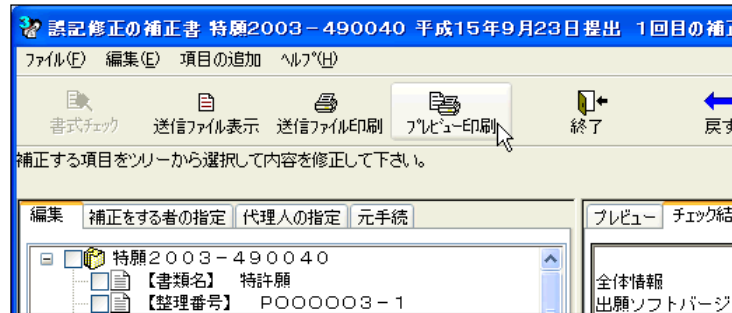 誤記修正の補正書 特願2003－490040 平成15年9月23日提出 1回目の補正
ﾌｧｲﾙ(F) 編集(E) 項目の追加 ﾍﾙﾌﾟ(H)
書式ﾁｪｯｸ 送信ﾌｧｲﾙ表示 送信ﾌｧｲﾙ印刷 ﾌﾟﾚﾋﾞｭｰ印刷 終了 戻す
補正する項目をツリーから選択して内容を修正して下さい。
編集 補正をする者の指定 代理人の指定 元手続 プレビュー チェック結
特願２００３－４９００４０
【書類名】 特許願
【整理番号】 Ｐ０００００３－１
全体情報
出願ソフトバージ